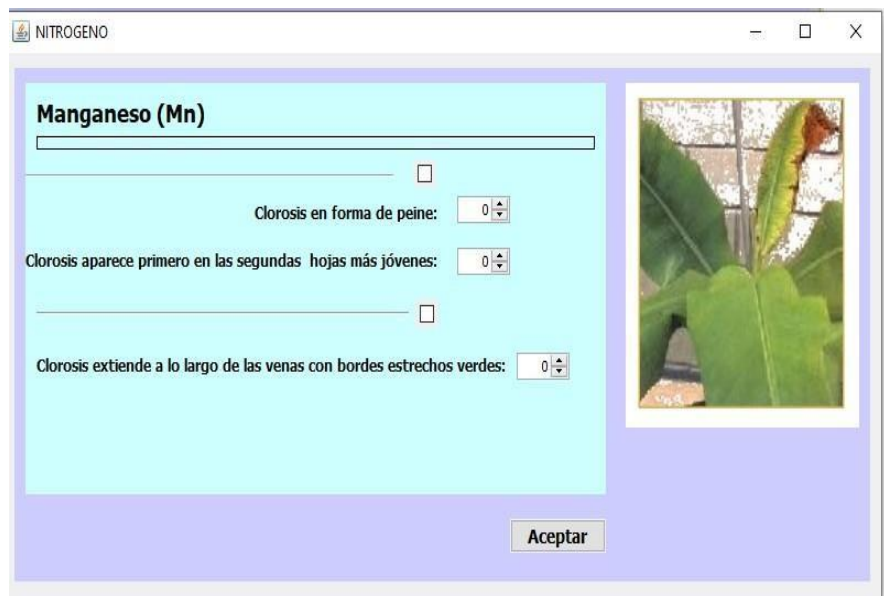 NITROGENO
Manganeso (Mn)
Clorosis en forma de peine: 0
Clorosis aparece primero en las segundas hojas más jóvenes: 0
Clorosis extiende a lo largo de las venas con bordes estrechos verdes: 0
Aceptar